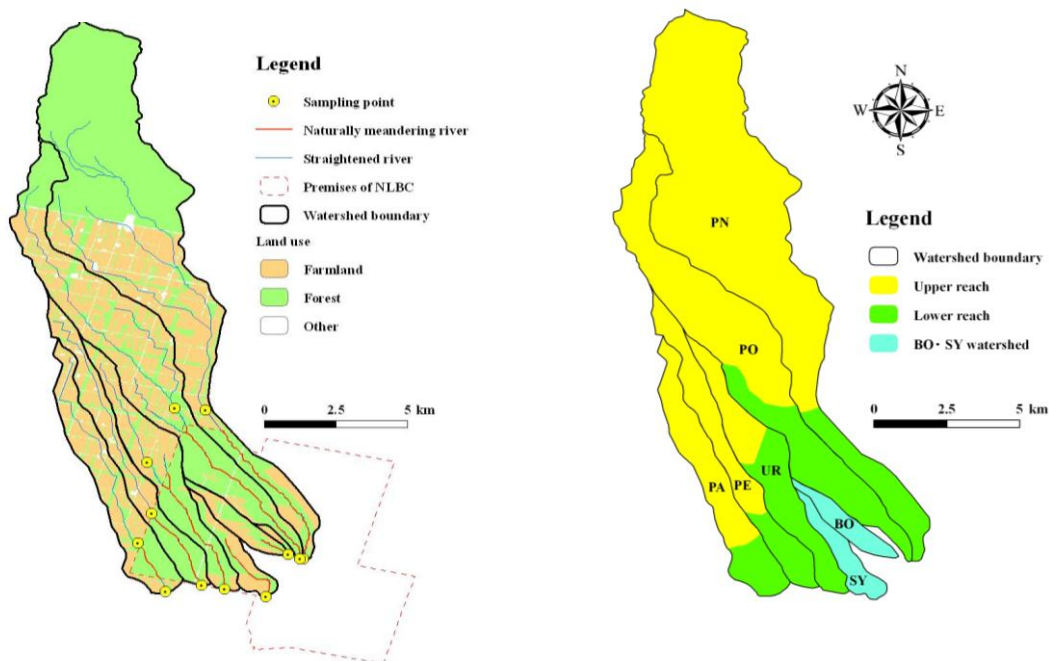 Legend
Sampling point
Naturally meandering river
Straightened river
Premises of NLBC
Watershed boundary
Land use
Farmland
Forest
Other
0 2.5 5 km
N
W E
S
Legend
Watershed boundary
Upper reach
Lower reach
BO・SY watershed
0 2.5 5 km
PN
PO
UR
PA PE
BO
SY